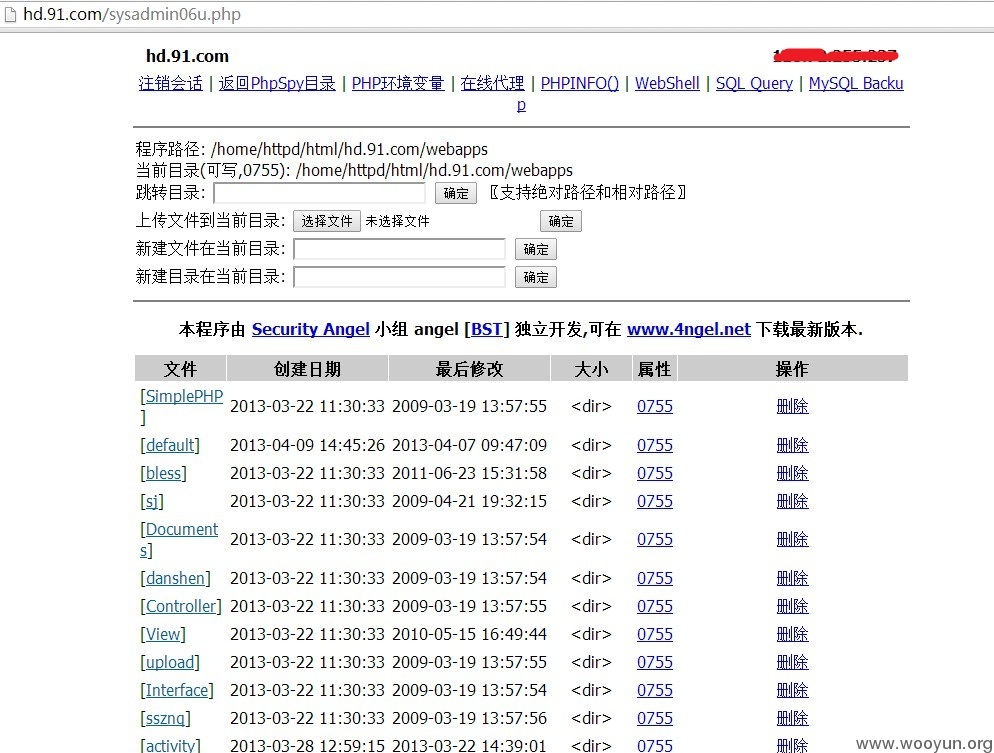 hd.91.com/sysadmin06u.php
hd.91.com
注销会话 | 返回PhpSpy目录 | PHP环境变量 | 在线代理 | PHPINFO() | WebShell | SQL Query | MySQL Backu
p
程序路径: /home/httpd/html/hd.91.com/webapps
当前目录(可写,0755): /home/httpd/html/hd.91.com/webapps
跳转目录: 确定 〖支持绝对路径和相对路径〗
上传文件到当前目录: 选择文件 未选择文件 确定
新建文件在当前目录: 确定
新建目录在当前目录: 确定
本程序由 Security Angel 小组 angel [BST] 独立开发,可在 www.4ngel.net 下载最新版本.
文件 创建日期 最后修改 大小 属性 操作
[SimplePHP
] 2013-03-22 11:30:33 2009-03-19 13:57:55 <dir> 0755 删除
[default] 2013-04-09 14:45:26 2013-04-07 09:47:09 <dir> 0755 删除
[bless] 2013-03-22 11:30:33 2011-06-23 15:31:58 <dir> 0755 删除
[sj] 2013-03-22 11:30:33 2009-04-21 19:32:15 <dir> 0755 删除
[Document
s] 2013-03-22 11:30:33 2009-03-19 13:57:54 <dir> 0755 删除
[danshen] 2013-03-22 11:30:33 2009-03-19 13:57:54 <dir> 0755 删除
[Controller] 2013-03-22 11:30:33 2009-03-19 13:57:55 <dir> 0755 删除
[View] 2013-03-22 11:30:33 2010-05-15 16:49:44 <dir> 0755 删除
[upload] 2013-03-22 11:30:33 2009-03-19 13:57:55 <dir> 0755 删除
[Interface] 2013-03-22 11:30:33 2009-03-19 13:57:54 <dir> 0755 删除
[ssznq] 2013-03-22 11:30:33 2009-03-19 13:57:56 <dir> 0755 删除
[activity] 2013-03-28 12:59:15 2013-03-22 14:39:01 <dir> 0755 删除
www.wooyun.org